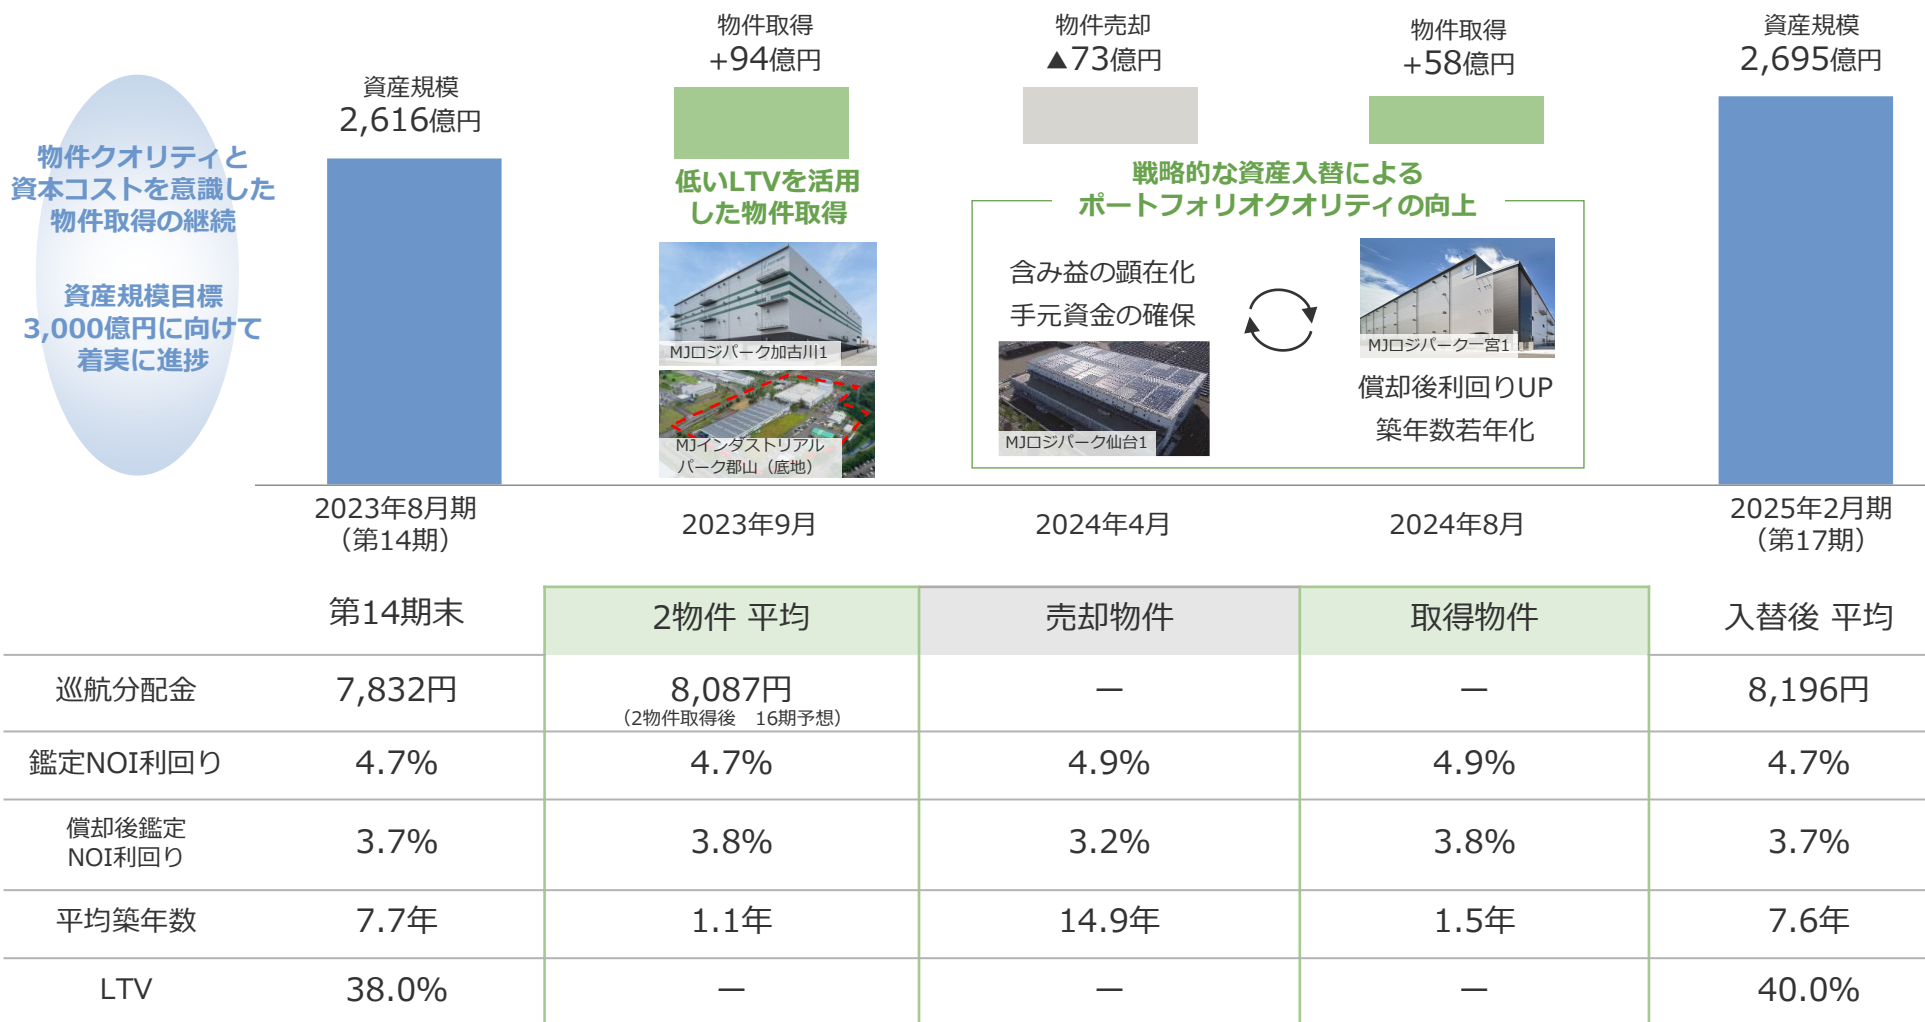 物件クオリティと
資本コストを意識した
物件取得の継続
資産規模目標
3,000億円に向けて
着実に進捗
資産規模
2,616億円
物件取得
+94億円
低いLTVを活用
した物件取得
MJロジパーク加古川1
MJインダストリアル
パーク郡山（底地）
物件売却
▲73億円
物件取得
+58億円
戦略的な資産入替による
ポートフォリオクオリティの向上
含み益の顕在化
手元資金の確保
MJロジパーク仙台1
MJロジパーク一宮1
償却後利回りUP
築年数若年化
資産規模
2,695億円
2023年8月期
（第14期）
2023年9月
2024年4月
2024年8月
2025年2月期
（第17期）
第14期末
2物件 平均
売却物件
取得物件
入替後 平均
巡航分配金
7,832円
8,087円
（2物件取得後　16期予想）
—
—
8,196円
鑑定NOI利回り
4.7%
4.7%
4.9%
4.9%
4.7%
償却後鑑定
NOI利回り
3.7%
3.8%
3.2%
3.8%
3.7%
平均築年数
7.7年
1.1年
14.9年
1.5年
7.6年
LTV
38.0%
—
—
—
40.0%